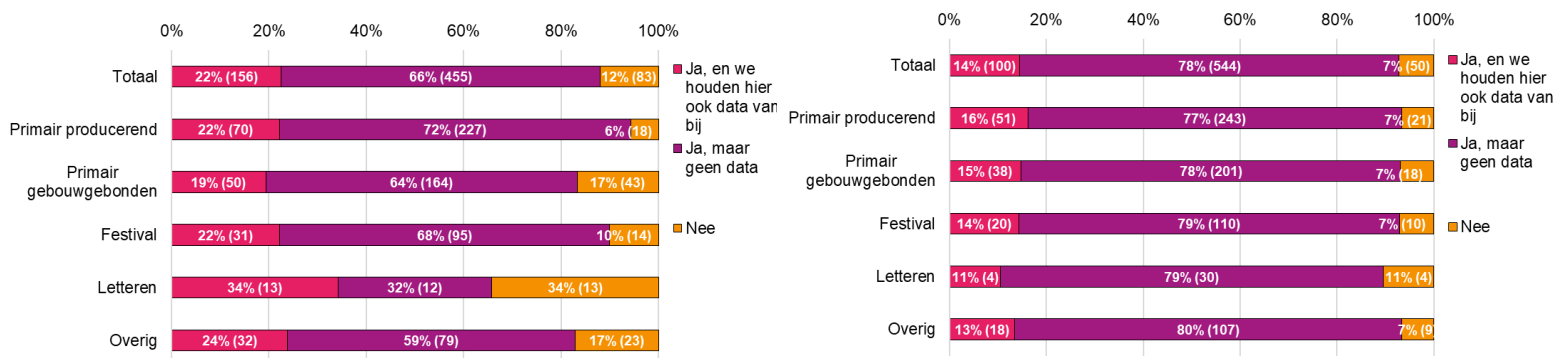 0% 20% 40% 60% 80% 100%
Totaal 22% (156) 66% (455) 12% (83)
Primair producerend 22% (70) 72% (227) 6% (18)
Primair
gebouwgebonden 19% (50) 64% (164) 17% (43)
Festival 22% (31) 68% (95) 10% (14)
Letteren 34% (13) 32% (12) 34% (13)
Overig 24% (32) 59% (79) 17% (23)
Ja, en we
houden hier
ook data van
bij
Ja, maar
geen data
Nee
0% 20% 40% 60% 80% 100%
Totaal 14% (100) 78% (544) 7% (50)
Primair producerend 16% (51) 77% (243) 7% (21)
Primair
gebouwgebonden 15% (38) 78% (201) 7% (18)
Festival 14% (20) 79% (110) 7% (10)
Letteren 11% (4) 79% (30) 11% (4)
Overig 13% (18) 80% (107) 7% (9
Ja, en we
houden hier
ook data van
bij
Ja, maar
geen data
Nee